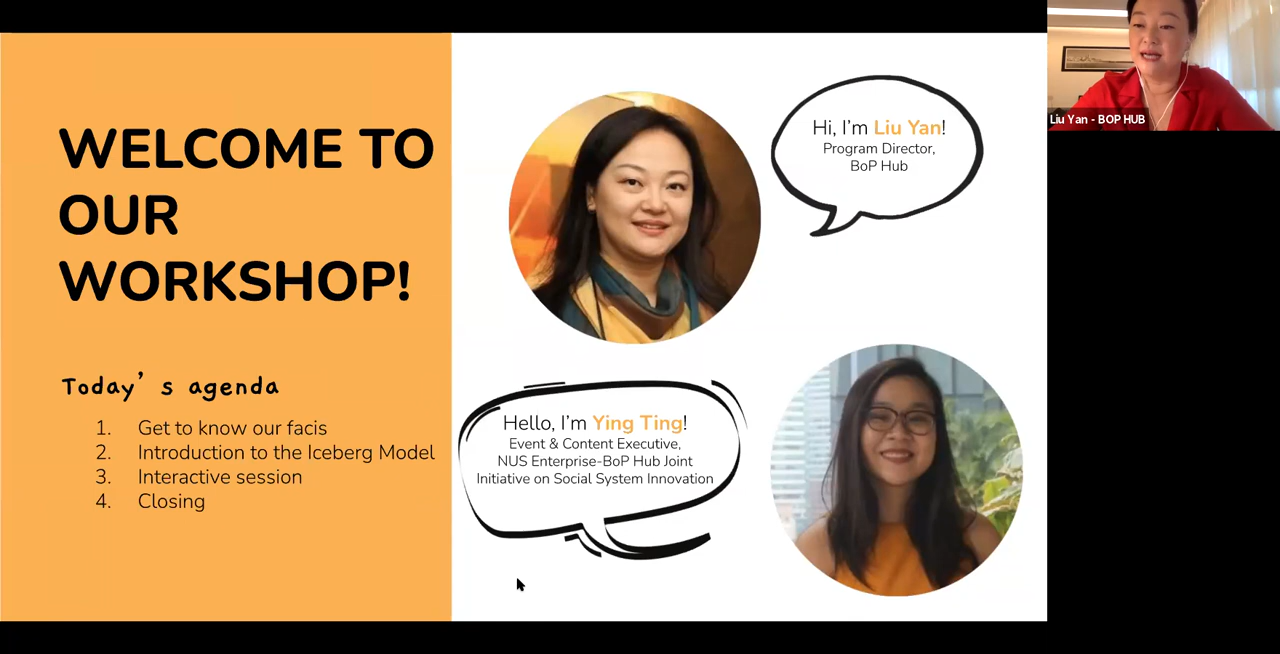 WELCOME TO
OUR
WORKSHOP!
Today's agenda
1. Get to know our facis
2. Introduction to the Iceberg Model
3. Interactive session
4. Closing
Hi, I'm Liu Yan!
Program Director,
BoP Hub
Hello, I'm Ying Ting!
Event & Content Executive,
NUS Enterprise-BoP Hub Joint
Initiative on Social System Innovation
Liu Yan - BOP HUB